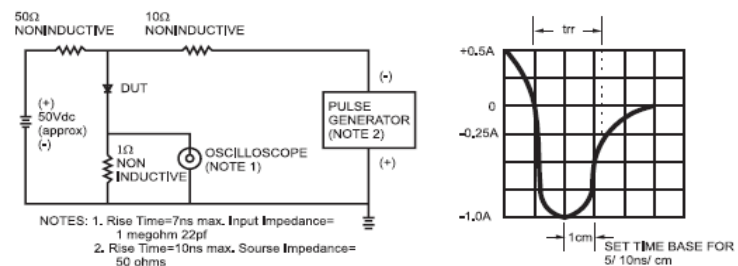 50Ω
NONINDUCTIVE
10Ω
NONINDUCTIVE
DUT
(+)
50Vdc
(approx)
(-)
1Ω
NON
INDUCTIVE
OSCILLOSCOPE
(NOTE 1)
(-)
PULSE
GENERATOR
(NOTE 2)
(+)
NOTES: 1. Rise Time=7ns max. Input Impedance=
1 megohm 22pf
2. Rise Time=10ns max. Sourse Impedance=
50 ohms
trr
+0.5A
0
-0.25A
-1.0A
1cm
SET TIME BASE FOR
5/ 10ns/ cm